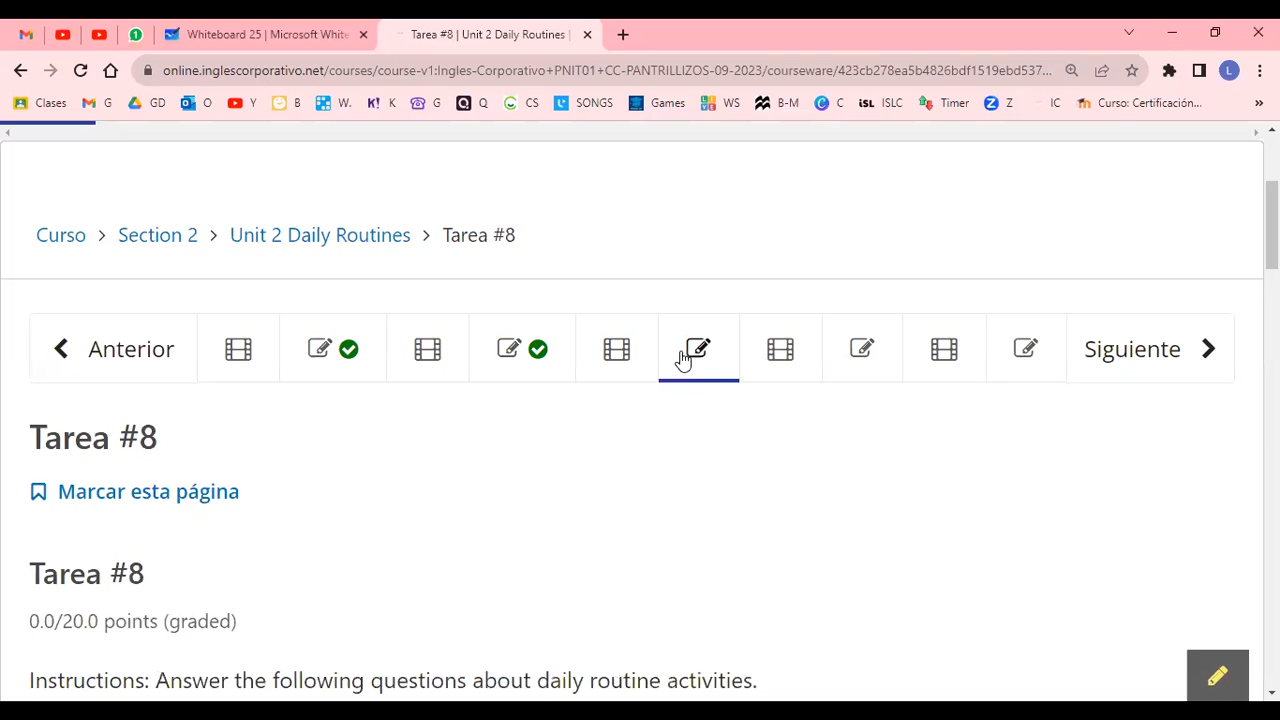 Whiteboard 25 | Microsoft White
Tarea #8 | Unit 2 Daily Routines |
online.inglescorporativo.net/courses/course-v1:Ingles-Corporativo+PNIT01+CC-PANTRILLIZOS-09-2023/courseware/423cb278ea5b4826bdf1519ebd537...
L
Clases G GD O Y B W. K! K G Q CS SONGS Games WS B-M C ISLC Timer Z IC Curso: Certificación... »
Curso > Section 2 > Unit 2 Daily Routines > Tarea #8
Anterior Siguiente
Tarea #8
Marcar esta página
Tarea #8
0.0/20.0 points (graded)
Instructions: Answer the following questions about daily routine activities.